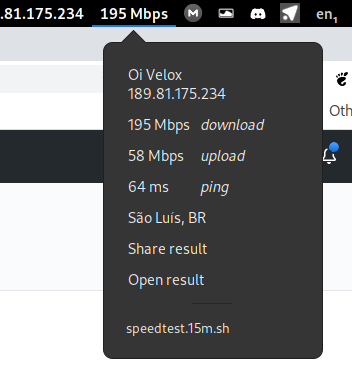 .81.175.234 195 Mbps M en₁
Oi Velox
189.81.175.234
Oth
195 Mbps download
58 Mbps upload
64 ms ping
São Luís, BR
Share result
Open result
speedtest.15m.sh